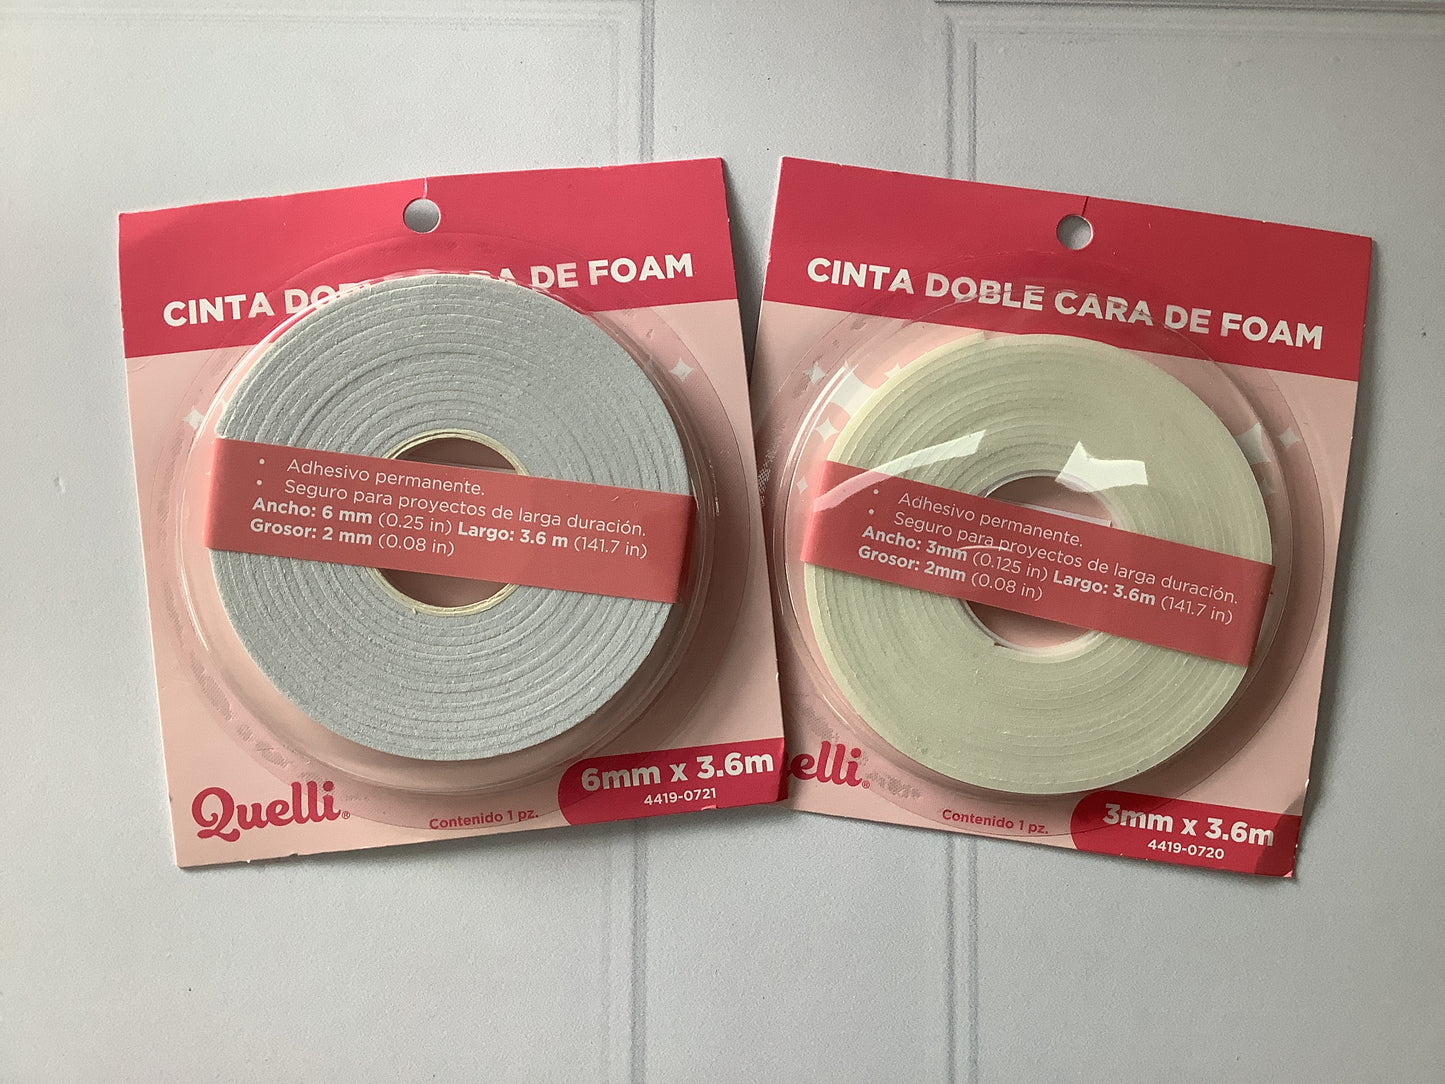 CINTA DOBLE CARA DE FOAM
• Adhesivo permanente.
• Seguro para proyectos de larga duración.
Ancho: 6 mm (0.25 in) Largo: 3.6 m (141.7 in)
Grosor: 2 mm (0.08 in)
Quelli®
Contenido 1 pz.
6mm x 3.6m
4419-0721
CINTA DOBLE CARA DE FOAM
• Adhesivo permanente.
• Seguro para proyectos de larga duración.
Ancho: 3mm (0.125 in) Largo: 3.6m (141.7 in)
Grosor: 2mm (0.08 in)
elli®
Contenido 1 pz.
3mm x 3.6m
4419-0720